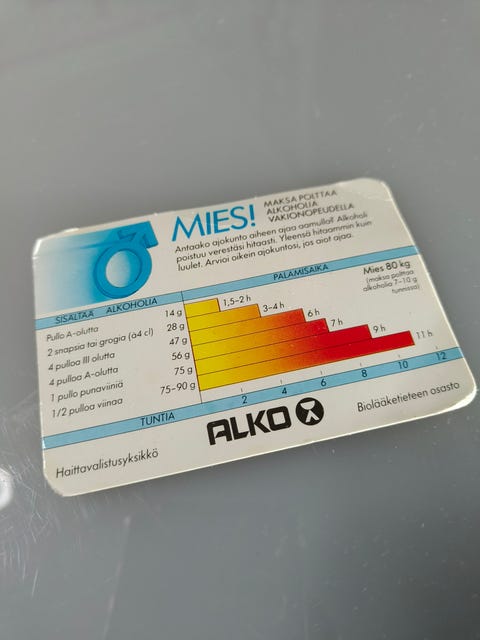 MIES!
MAKSA POLTTAA
ALKOHOLIA
VAKIONOPEUDELLA
Antaako ajokunto aiheen ajaa aamulla? Alkoholi
poistuu verestäsi hitaasti. Yleensä hitaammin kuin
luulet. Arvioi oikein ajokuntosi, jos aiot ajaa.
SISÄLTÄÄ ALKOHOLIA
PALAMISAIKA
Mies 80 kg
(maksa polttaa
alkoholia 7–10 g
tunnissa)
Pullo A-olutta 14 g 1,5–2 h
2 snapsia tai grogia (à4 cl) 28 g 3–4 h
4 pulloa III olutta 47 g 6 h
4 pulloa A-olutta 56 g 7 h
1 pullo punaviiniä 75 g 9 h
1/2 pulloa viinaa 75–90 g 11 h
TUNTIA 2 4 6 8 10 12
ALKO
Haittavalistusyksikkö
Biolääketieteen osasto